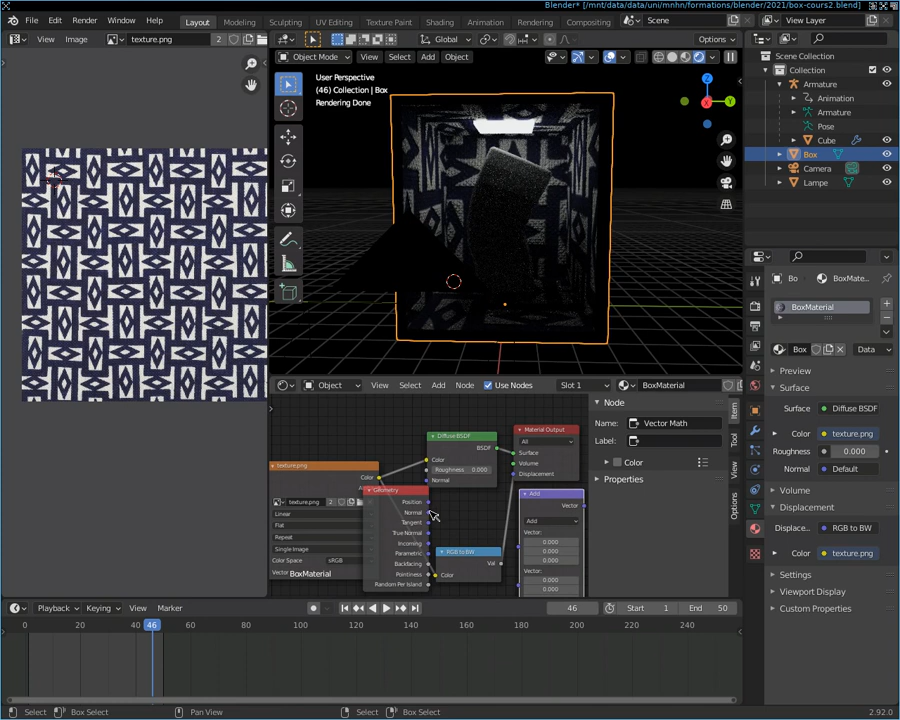 Blender* [/mnt/data/data/uni/mnhn/formations/blender/2021/box-cours2.blend]
File Edit Render Window Help Layout Modeling Sculpting UV Editing Texture Paint Shading Animation Rendering Compositing Scene View Layer
View Image texture.png 2 Global Options
Object Mode View Select Add Object
User Perspective
(46) Collection | Box
Rendering Done
Z
X
Y
Scene Collection
Collection
Armature
Animation
Armature
Pose
Cube
Box
Camera
Lampe
Bo BoxMate...
BoxMaterial
Box Data
Preview
Surface
Surface Diffuse BSDF
Color texture.png
Roughness 0.000
Normal Default
Volume
Displacement
Displace... RGB to BW
Color texture.png
Settings
Viewport Display
Custom Properties
Object View Select Add Node Use Nodes Slot 1 BoxMaterial
texture.png
Color
texture.png 2
Linear
Flat
Repeat
Single Image
Color Space sRGB
Vector
BoxMaterial
Geometry
Position
Normal
Tangent
True Normal
Incoming
Parametric
Backfacing
Pointiness
Random Per Island
Diffuse BSDF
BSDF
Color
Roughness 0.000
Normal
RGB to BW
Val
Color
Material Output
All
Surface
Volume
Displacement
Add
Vector
Add
Vector:
0.000
0.000
0.000
Vector:
0.000
0.000
Node
Name: Vector Math
Label:
Color
Properties
Item
Tool
View
Options
Playback Keying View Marker 46 Start 1 End 50
0 20 40 46 60 80 100 120 140 160 180 200 220 240
Select Box Select Pan View Select Box Select 2.92.0